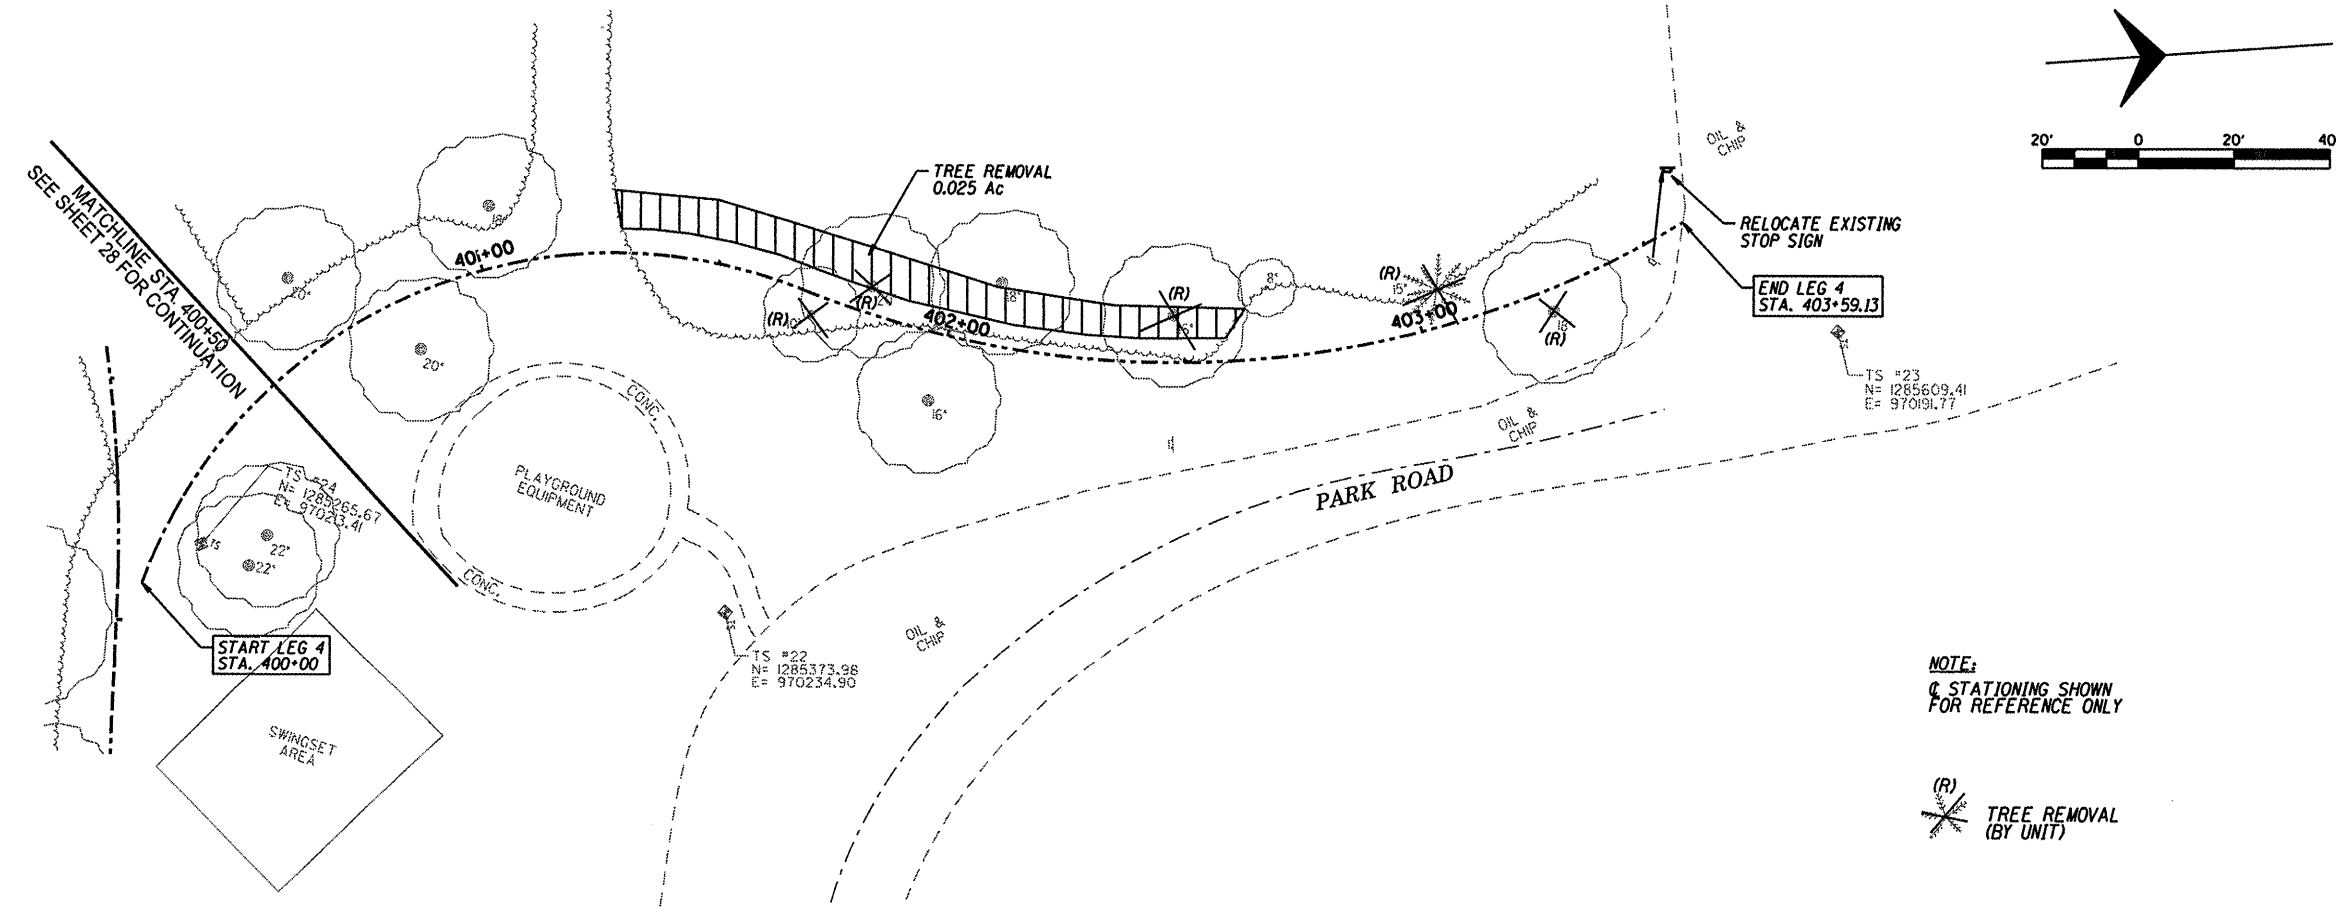 MATCHLINE STA. 400+50
SEE SHEET 28 FOR CONTINUATION
401+00
TREE REMOVAL
0.025 Ac
402+00
403+00
(R)
(R)
(R)
(R)
(R)
20"
18"
20"
16"
8"
18"
22"
22"
OIL &
CHIP
RELOCATE EXISTING
STOP SIGN
END LEG 4
STA. 403+59.13
20' 0 20' 40
TS #23
N= 1285609.41
E= 970191.77
TS #24
N= 1285265.67
E= 970213.41
TS
CONC.
PLAYGROUND
EQUIPMENT
CONC.
OIL &
CHIP
PARK ROAD
START LEG 4
STA. 400+00
TS #22
N= 1285373.98
E= 970234.90
OIL &
CHIP
SWINGSET
AREA
NOTE:
℄ STATIONING SHOWN
FOR REFERENCE ONLY
(R)
TREE REMOVAL
(BY UNIT)